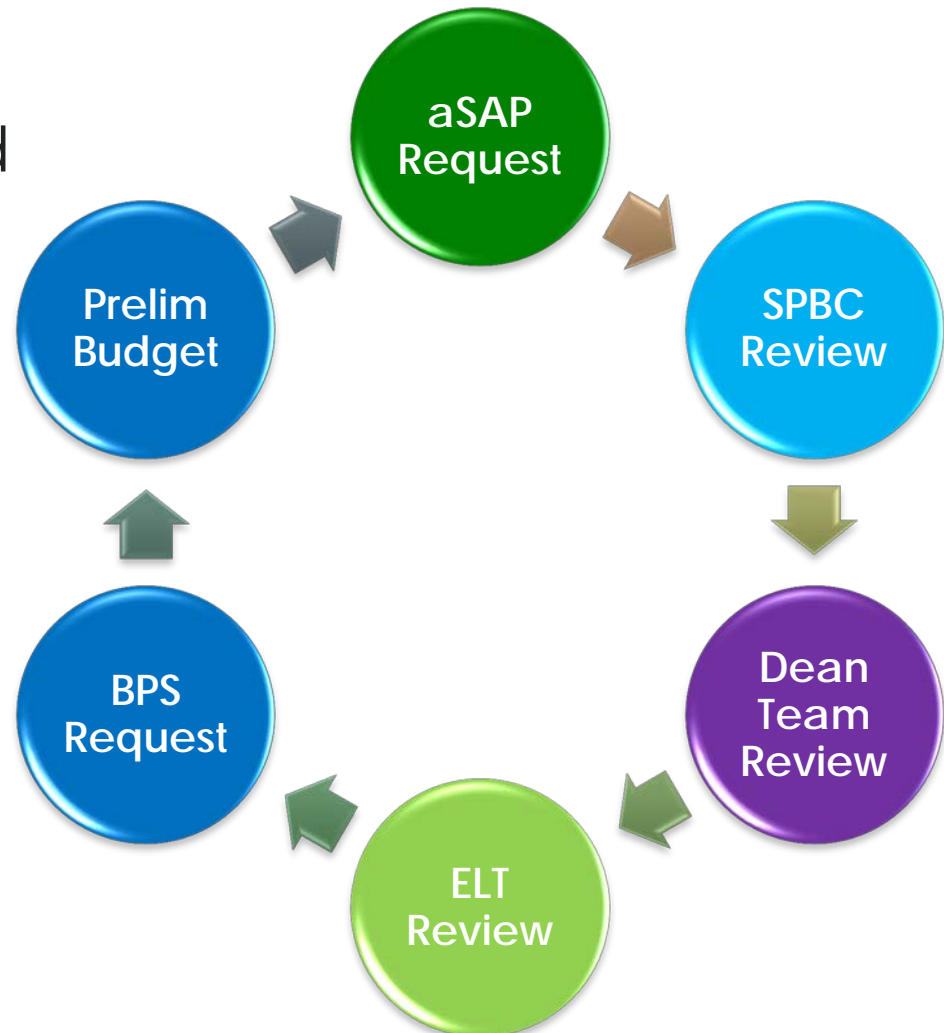 aSAP
Request
SPBC
Review
Dean
Team
Review
ELT
Review
BPS
Request
Prelim
Budget